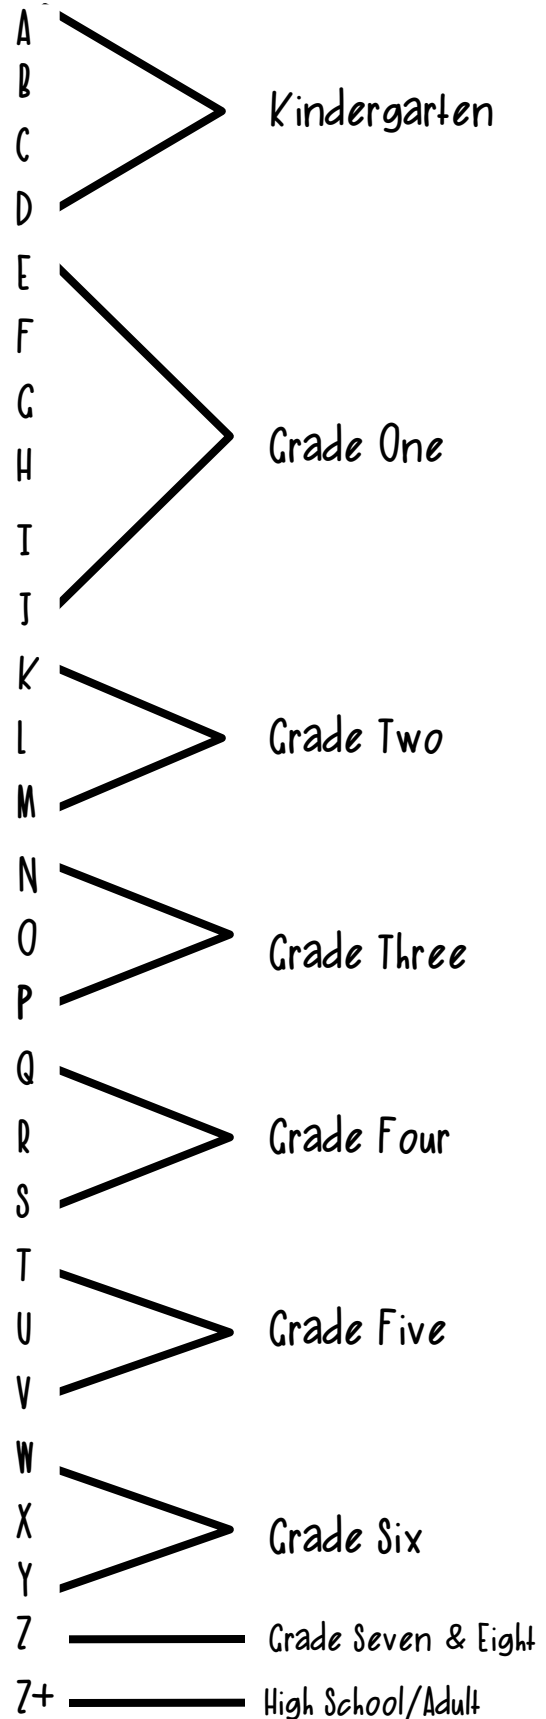 A
B
C
D
Kindergarten
E
F
G
H
I
J
Grade One
K
L
M
Grade Two
N
O
P
Grade Three
Q
R
S
Grade Four
T
U
V
Grade Five
W
X
Y
Grade Six
Z Grade Seven & Eight
Z+ High School/Adult